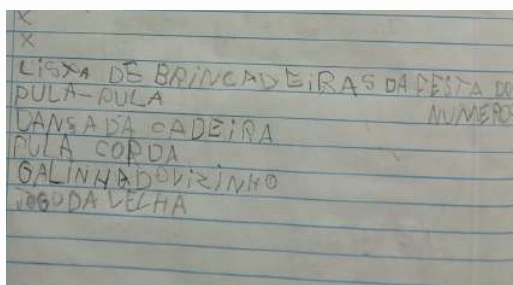 X
X
LISTA DE BRINCADEIRAS DA FESTA DO
NUMERO
PULA-PULA
DANSA DA CADEIRA
PULA CORDA
GALINHA DO VIZINHO
JOGO DA VELHA